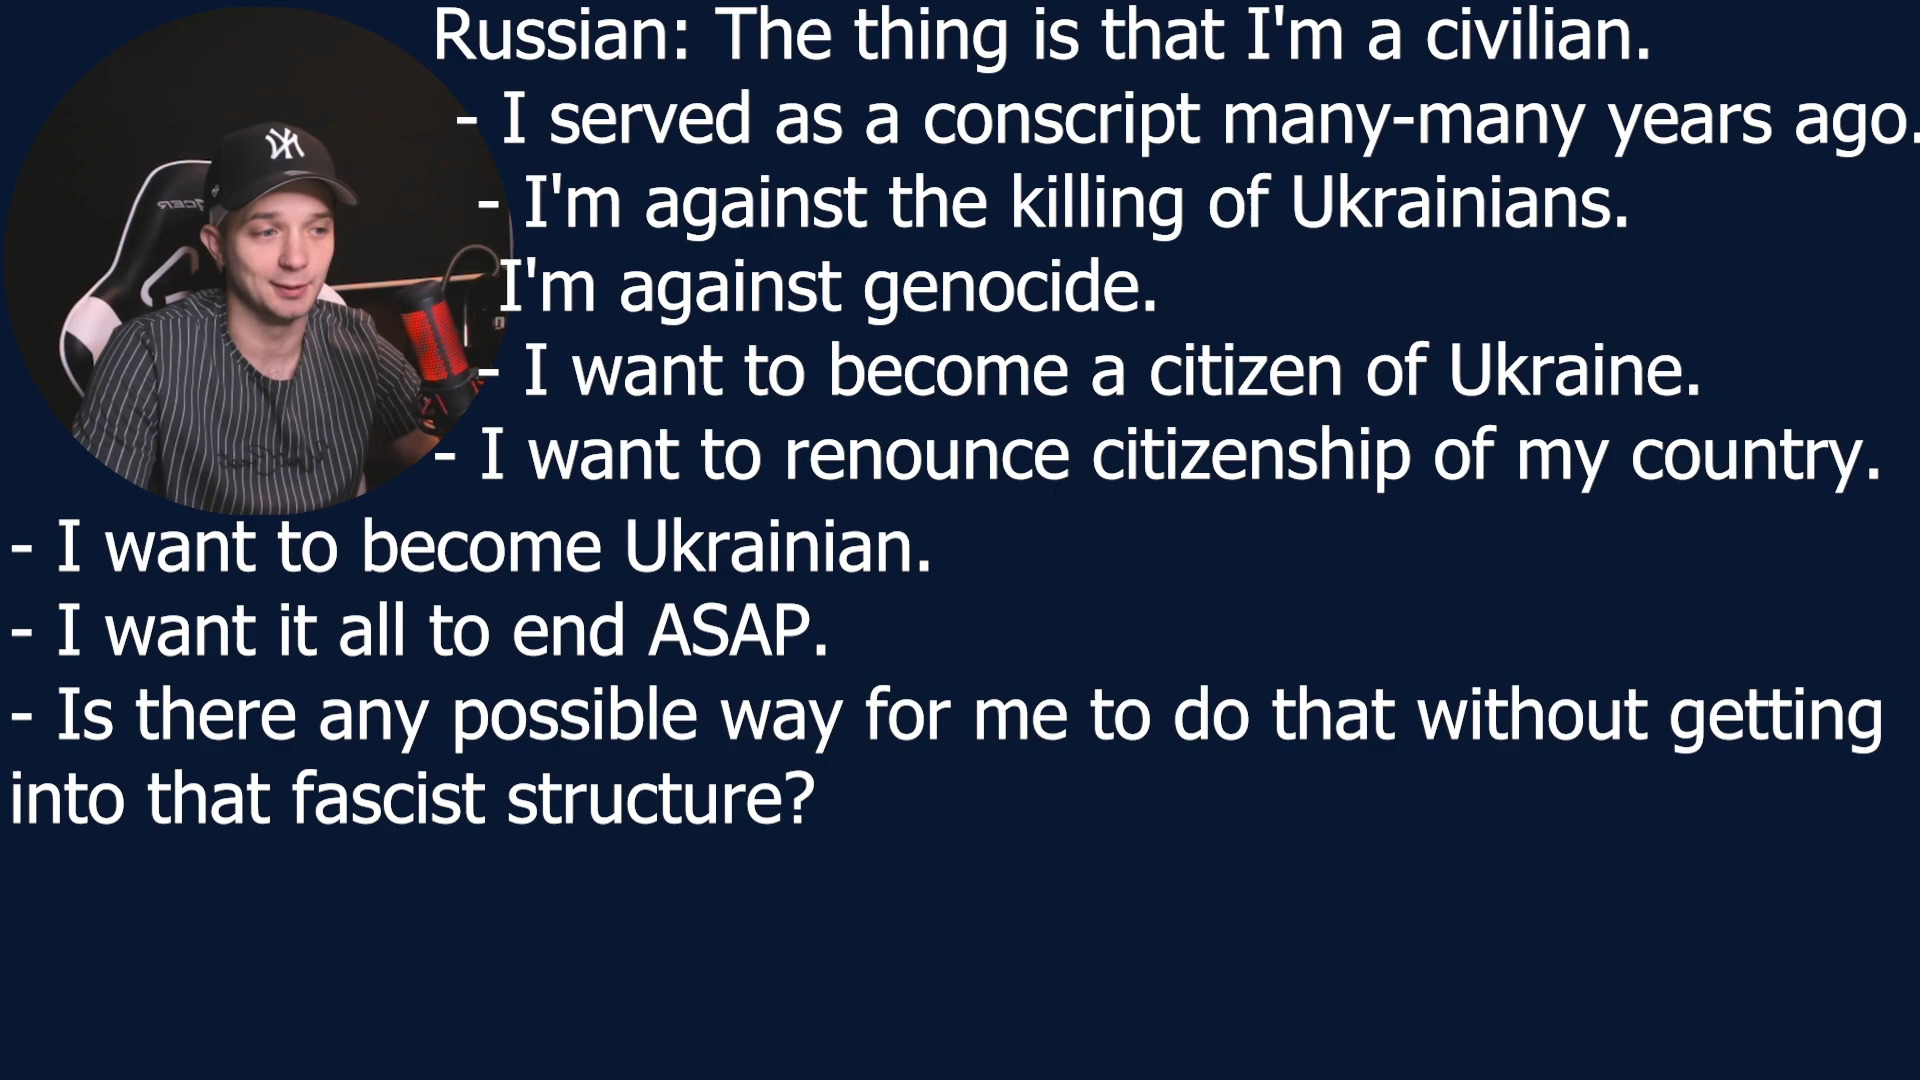 Russian: The thing is that I'm a civilian.
- I served as a conscript many-many years ago.
- I'm against the killing of Ukrainians.
I'm against genocide.
- I want to become a citizen of Ukraine.
- I want to renounce citizenship of my country.
- I want to become Ukrainian.
- I want it all to end ASAP.
- Is there any possible way for me to do that without getting
into that fascist structure?